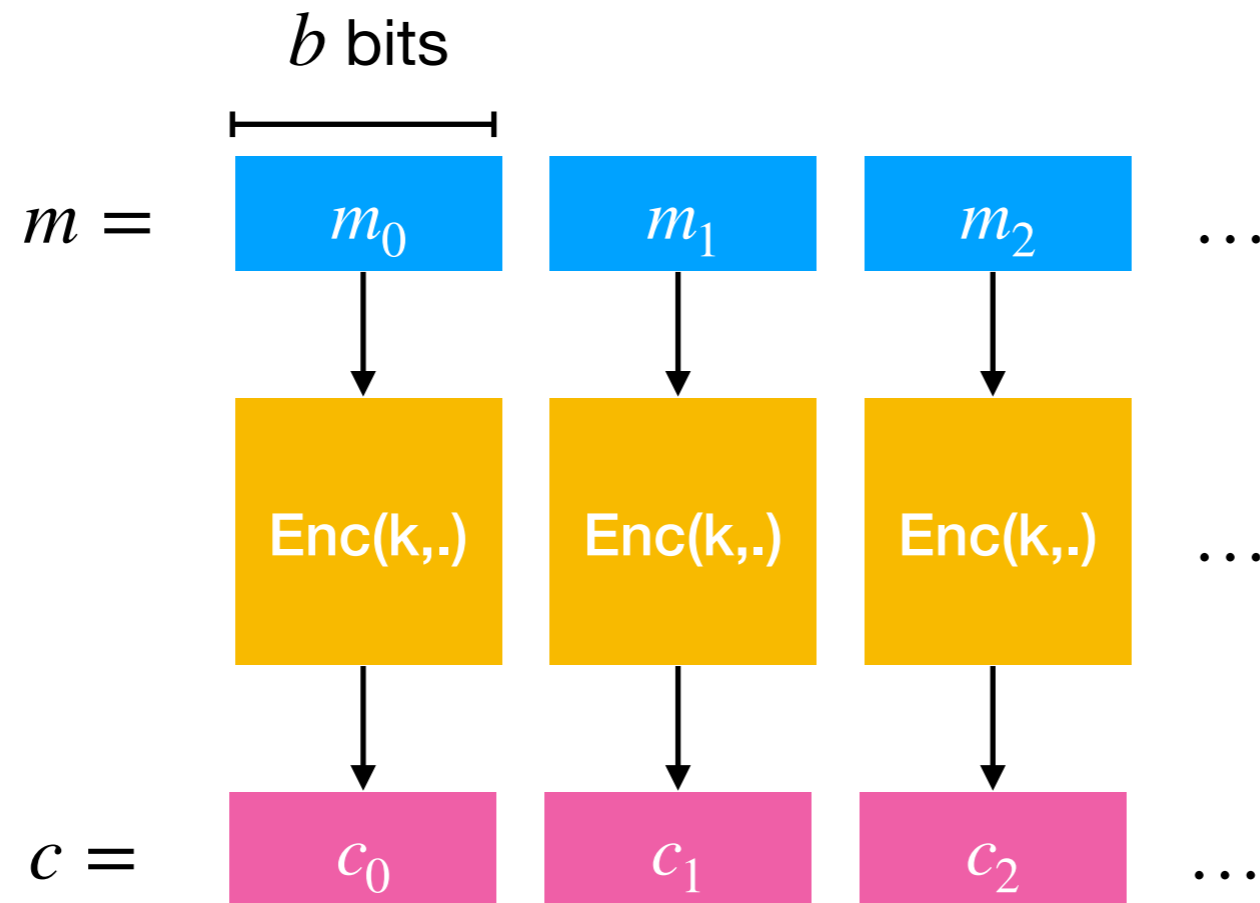 b bits
m = m₀ m₁ m₂ …
Enc(k,.) Enc(k,.) Enc(k,.) …
c = c₀ c₁ c₂ …